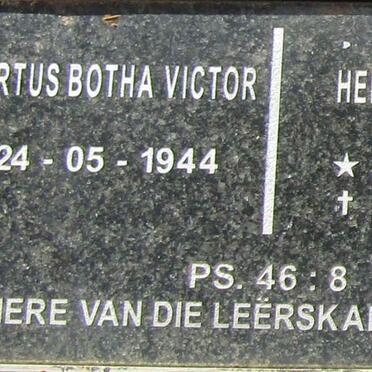 RTUS BOTHA VICTOR
HE
24 - 05 - 1944
PS. 46 : 8
HERE VAN DIE LEËRSKA